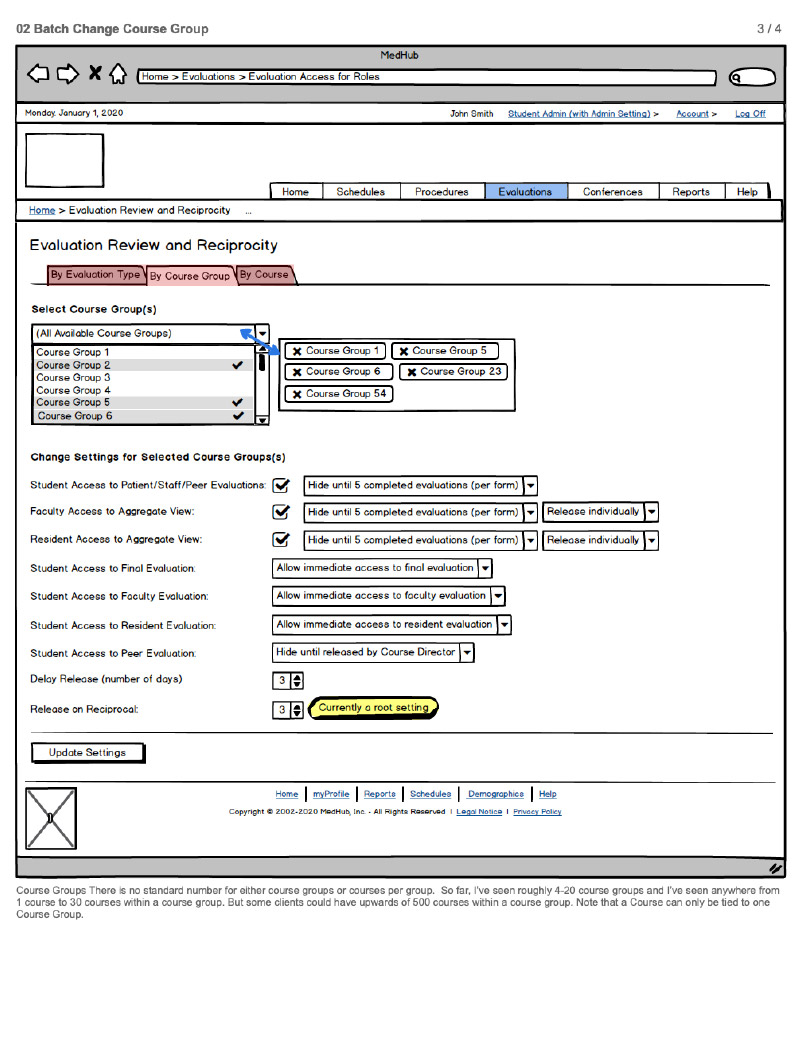 02 Batch Change Course Group 3 / 4
MedHub
Home > Evaluations > Evaluation Access for Roles
Monday, January 1, 2020 John Smith Student Admin (with Admin Setting) > Account > Log Off
Home Schedules Procedures Evaluations Conferences Reports Help
Home > Evaluation Review and Reciprocity ...
Evaluation Review and Reciprocity
By Evaluation Type By Course Group By Course
Select Course Group(s)
(All Available Course Groups)
Course Group 1
Course Group 2
Course Group 3
Course Group 4
Course Group 5
Course Group 6
Course Group 1 Course Group 5
Course Group 6 Course Group 23
Course Group 54
Change Settings for Selected Course Groups(s)
Student Access to Patient/Staff/Peer Evaluations: Hide until 5 completed evaluations (per form)
Faculty Access to Aggregate View: Hide until 5 completed evaluations (per form) Release individually
Resident Access to Aggregate View: Hide until 5 completed evaluations (per form) Release individually
Student Access to Final Evaluation: Allow immediate access to final evaluation
Student Access to Faculty Evaluation: Allow immediate access to faculty evaluation
Student Access to Resident Evaluation: Allow immediate access to resident evaluation
Student Access to Peer Evaluation: Hide until released by Course Director
Delay Release (number of days) 3
Release on Reciprocal: 3 Currently a root setting
Update Settings
Home myProfile Reports Schedules Demographics Help
Copyright © 2002-2020 MedHub, Inc. - All Rights Reserved | Legal Notice | Privacy Policy
Course Groups There is no standard number for either course groups or courses per group. So far, I've seen roughly 4-20 course groups and I've seen anywhere from
1 course to 30 courses within a course group. But some clients could have upwards of 500 courses within a course group. Note that a Course can only be tied to one
Course Group.